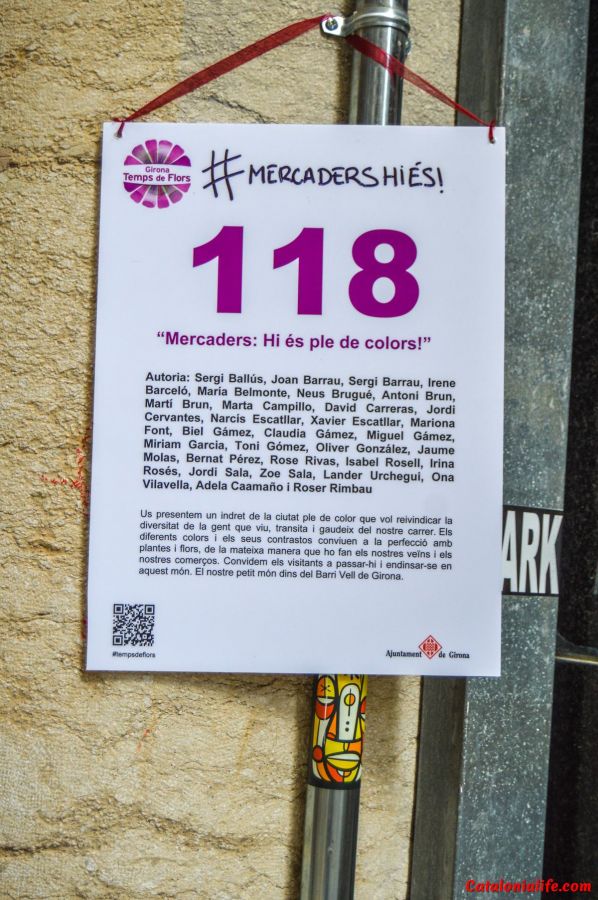 Girona
Temps de Flors
#MERCADERSHIÉS!
118
“Mercaders: Hi és ple de colors!”
Autoria: Sergi Ballús, Joan Barrau, Sergi Barrau, Irene
Barceló, María Belmonte, Neus Brugué, Antoni Brun,
Martí Brun, Marta Campillo, David Carreras, Jordi
Cervantes, Narcis Escatllar, Xavier Escatllar, Mariona
Font, Biel Gámez, Claudia Gámez, Miguel Gámez,
Miriam Garcia, Toni Gómez, Oliver González, Jaume
Molas, Bernat Pérez, Rose Rivas, Isabel Rosell, Irina
Rosés, Jordi Sala, Zoe Sala, Lander Urchegui, Ona
Vilavella, Adela Caamaño i Roser Rimbau
Us presentem un indret de la ciutat ple de color que vol reivindicar la
diversitat de la gent que viu, transita i gaudeix del nostre carrer. Els
diferents colors i els seus contrastos conviuen a la perfecció amb
plantes i flors, de la mateixa manera que ho fan els nostres veïns i els
nostres comerços. Convidem els visitants a passar-hi i endinsar-se en
aquest món. El nostre petit món dins del Barri Vell de Girona.
#tempsdeflors
Ajuntament de Girona
ARK
Catalonialife.com